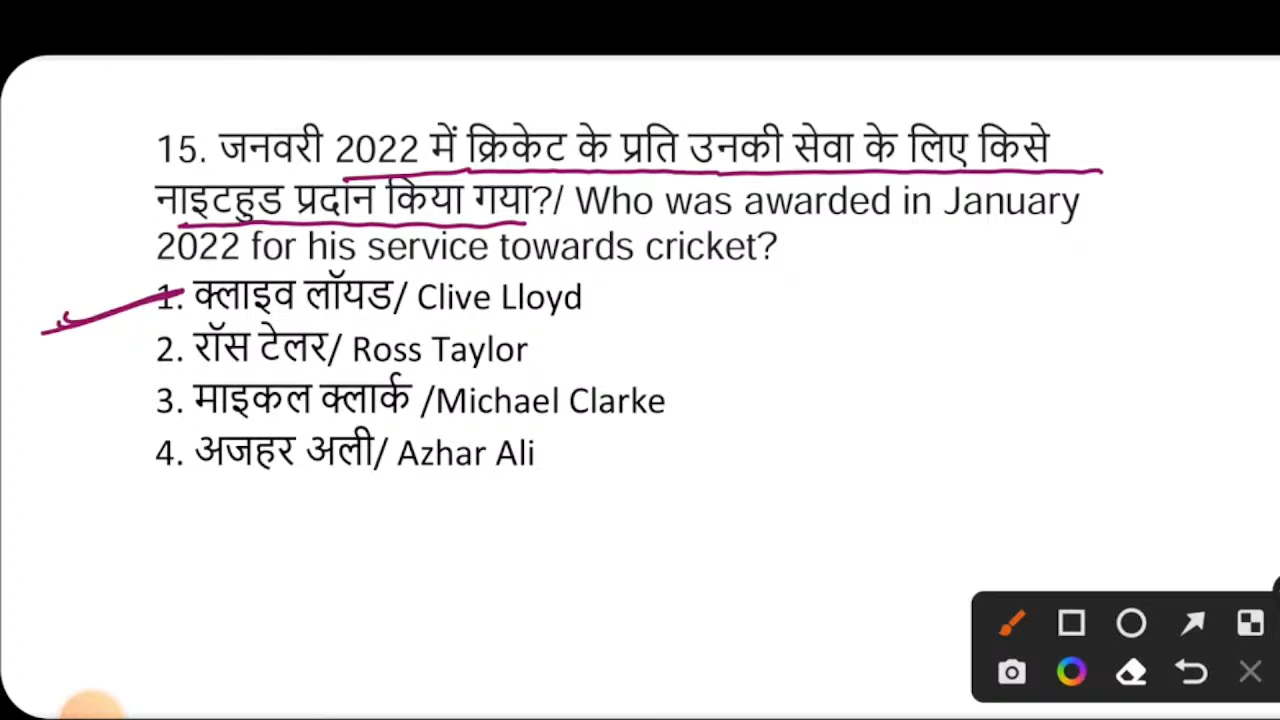 15. जनवरी 2022 में क्रिकेट के प्रति उनकी सेवा के लिए किसे
नाइटहुड प्रदान किया गया?/ Who was awarded in January
2022 for his service towards cricket?
1. क्लाइव लॉयड/ Clive Lloyd
2. रॉस टेलर/ Ross Taylor
3. माइकल क्लार्क /Michael Clarke
4. अजहर अली/ Azhar Ali